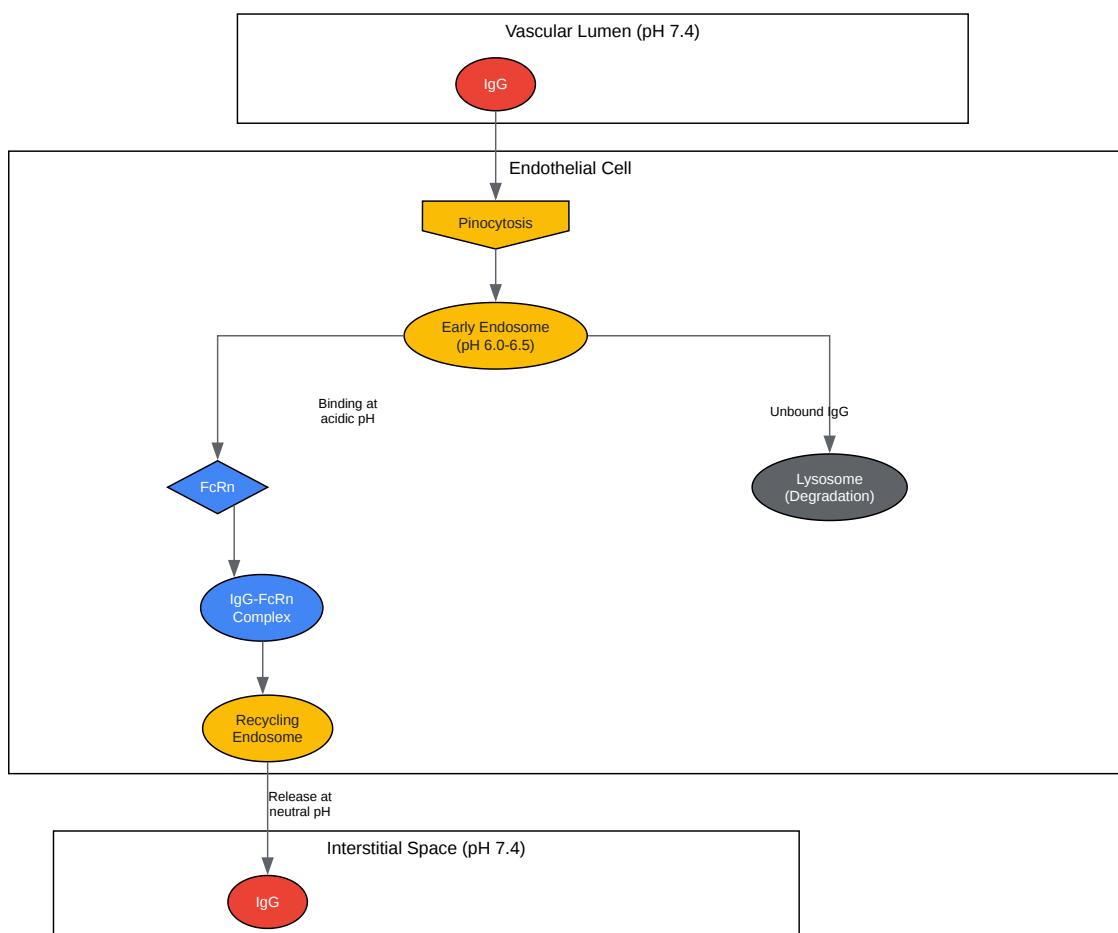 Vascular Lumen (pH 7.4)
IgG
Endothelial Cell
Pinocytosis
Early Endosome
(pH 6.0-6.5)
Binding at
acidic pH
Unbound IgG
FcRn
Lysosome
(Degradation)
IgG-FcRn
Complex
Recycling
Endosome
Release at
neutral pH
Interstitial Space (pH 7.4)
IgG